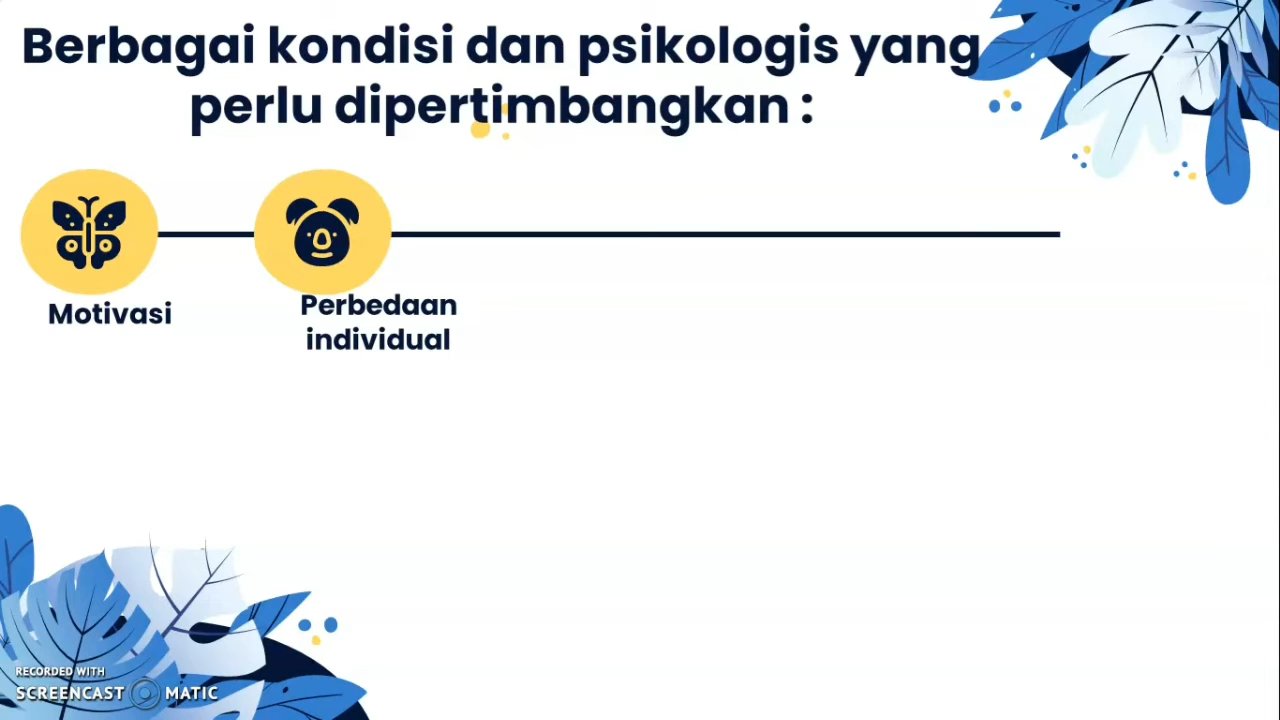 Berbagai kondisi dan psikologis yang
perlu dipertimbangkan :
Motivasi
Perbedaan
individual
RECORDED WITH
SCREENCAST MATIC